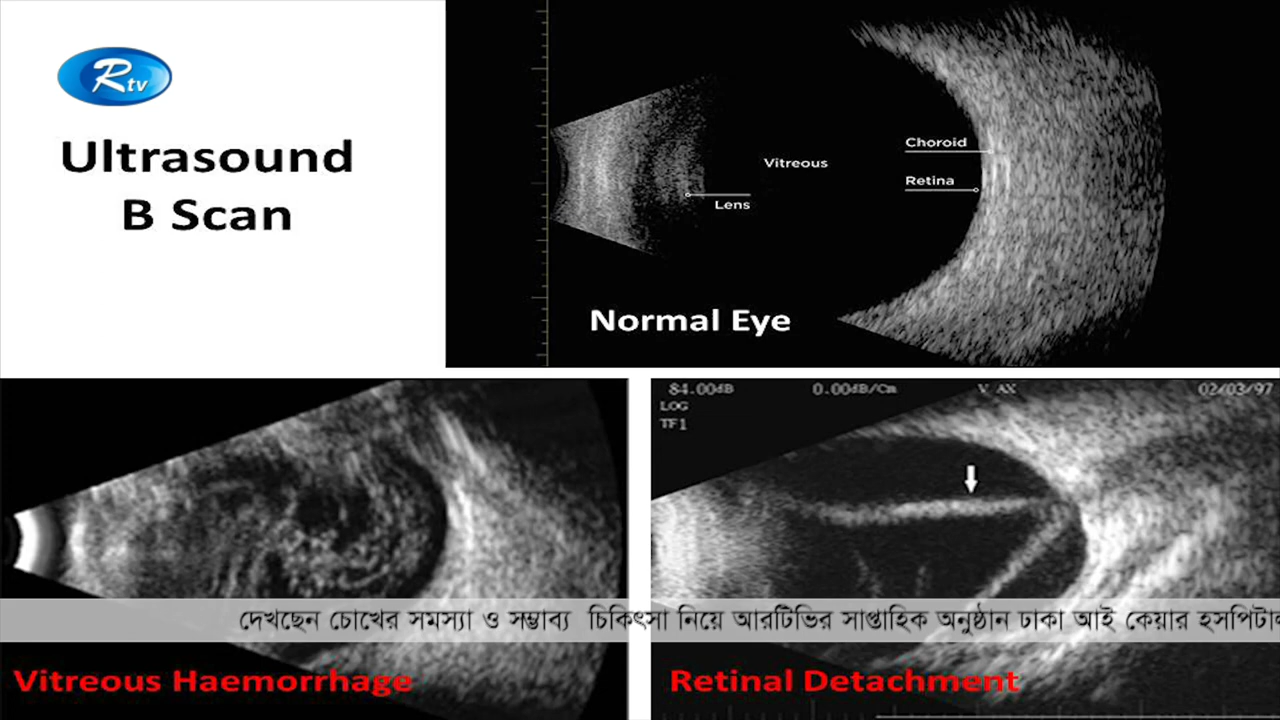 Rtv
Ultrasound
B Scan
Choroid
Vitreous
Retina
Lens
Normal Eye
84.00dB 0.00dB/Cm V AX 02/03/97
LOG
TF1
দেখছেন চোখের সমস্যা ও সম্ভাব্য চিকিৎসা নিয়ে আরটিভির সাপ্তাহিক অনুষ্ঠান ঢাকা আই কেয়ার
Vitreous Haemorrhage
Retinal Detachment